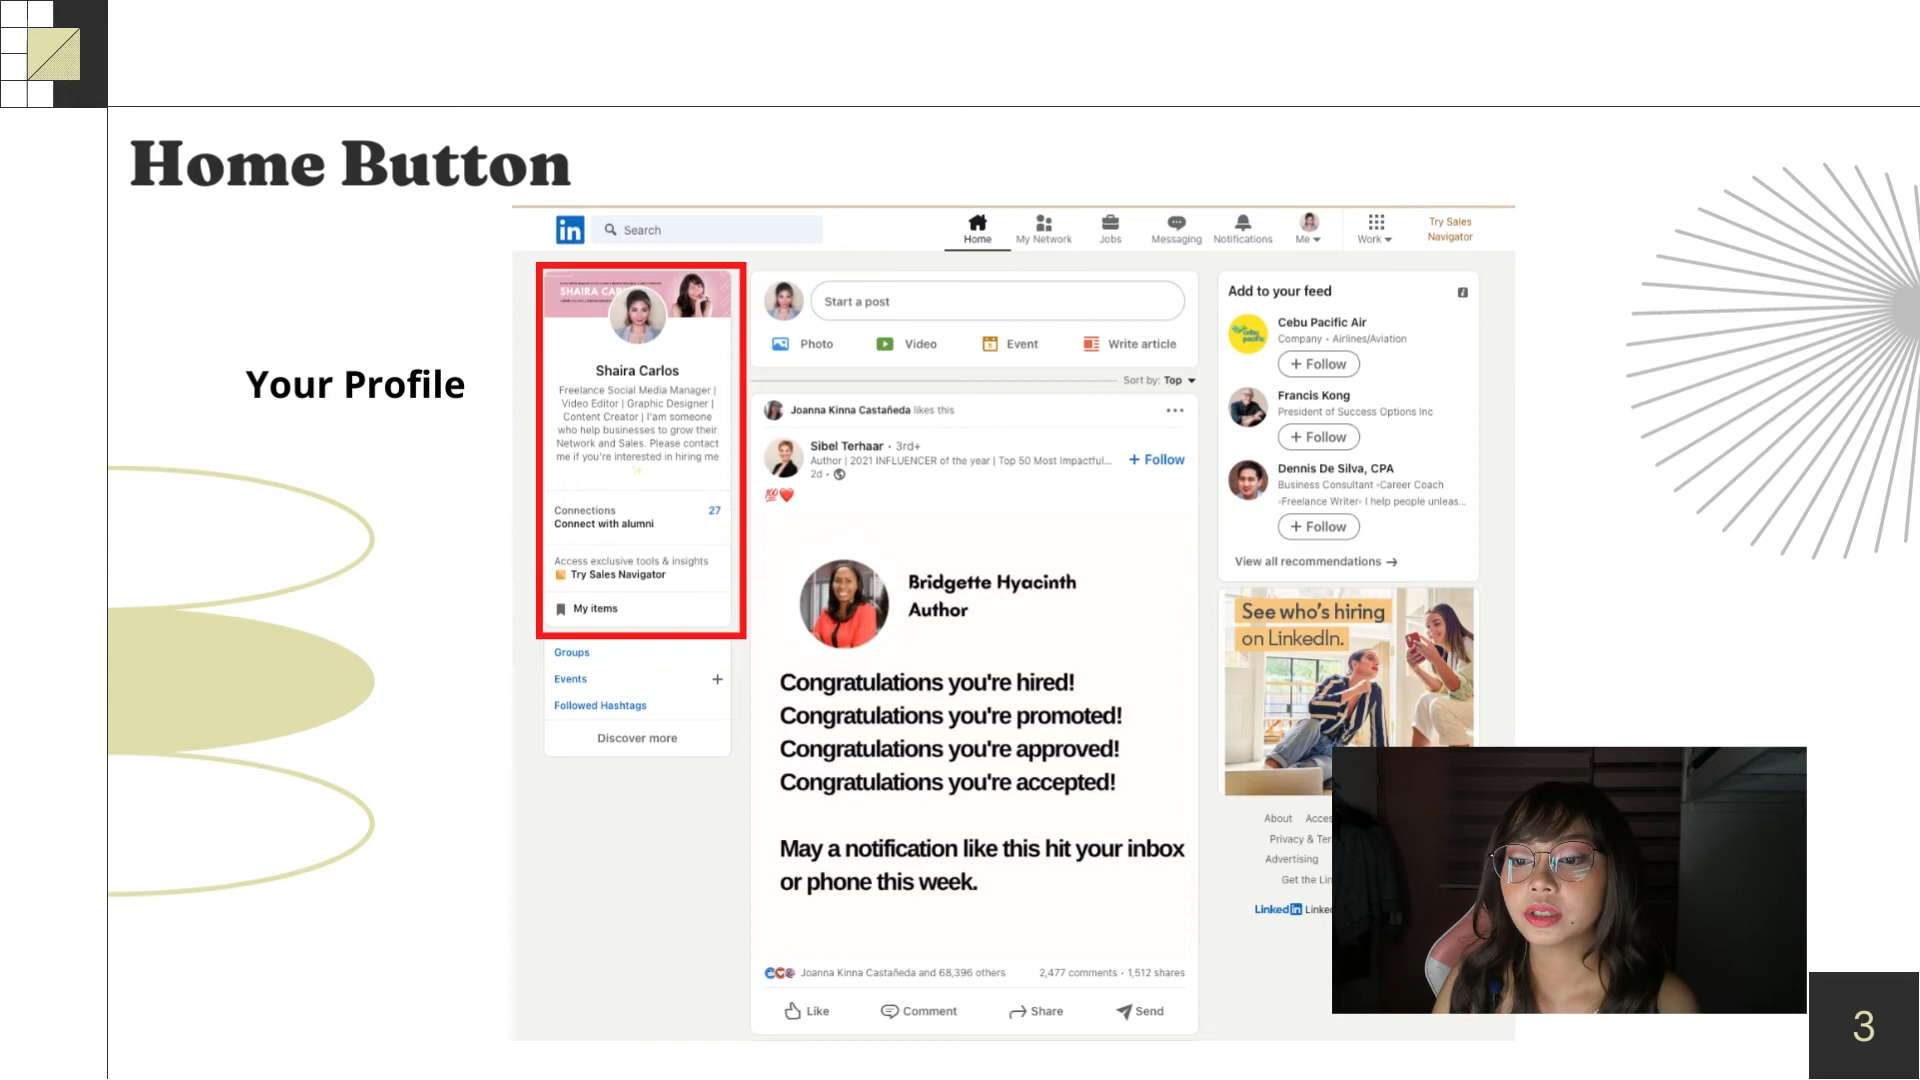 Home Button
Your Profile
in
Search
Home
My Network
Jobs
Messaging
Notifications
Me
Work
Try Sales
Navigator
Shaira Carlos
Freelance Social Media Manager |
Video Editor | Graphic Designer |
Content Creator | I'am someone
who help businesses to grow their
Network and Sales. Please contact
me if you're interested in hiring me
✨
Connections 27
Connect with alumni
Access exclusive tools & insights
Try Sales Navigator
My items
Groups
Events +
Followed Hashtags
Discover more
Start a post
Photo
Video
Event
Write article
Sort by: Top
Joanna Kinna Castañeda likes this
Sibel Terhaar • 3rd+
Author | 2021 INFLUENCER of the year | Top 50 Most Impactful...
2d •
+ Follow
💯❤️
Bridgette Hyacinth
Author
Congratulations you're hired!
Congratulations you're promoted!
Congratulations you're approved!
Congratulations you're accepted!
May a notification like this hit your inbox
or phone this week.
Joanna Kinna Castañeda and 68,396 others
2,477 comments • 1,512 shares
Like
Comment
Share
Send
Add to your feed
Cebu Pacific Air
Company • Airlines/Aviation
+ Follow
Francis Kong
President of Success Options Inc
+ Follow
Dennis De Silva, CPA
Business Consultant -Career Coach
-Freelance Writer- I help people unleas...
+ Follow
View all recommendations →
See who's hiring
on LinkedIn.
About Acces
Privacy & Ter
Advertising
Get the Lin
LinkedIn Linke
3